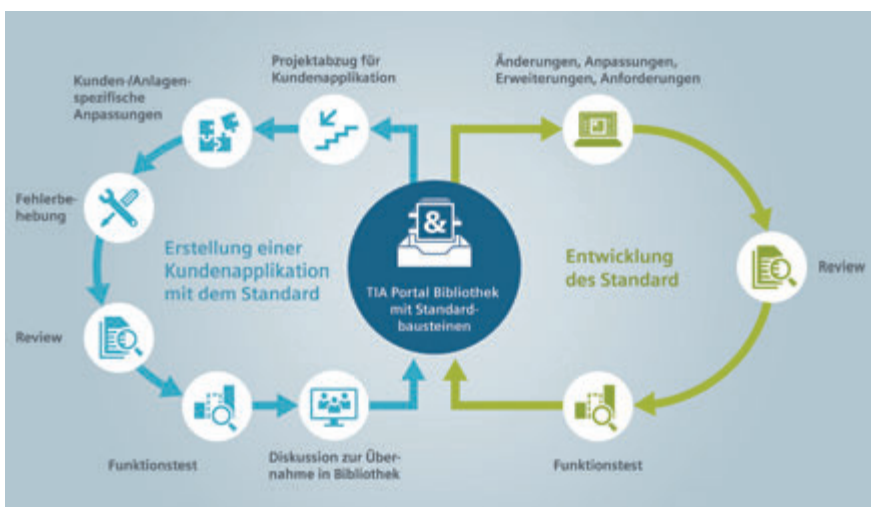 Projektabzug für
Kundenapplikation
Kunden-/Anlagen-
spezifische
Anpassungen
Fehlerbe-
hebung
Erstellung einer
Kundenapplikation
mit dem Standard
Review
Funktionstest
Diskussion zur Über-
nahme in Bibliothek
&
TIA Portal Bibliothek
mit Standard-
bausteinen
Änderungen, Anpassungen,
Erweiterungen, Anforderungen
Entwicklung
des Standard
Review
Funktionstest